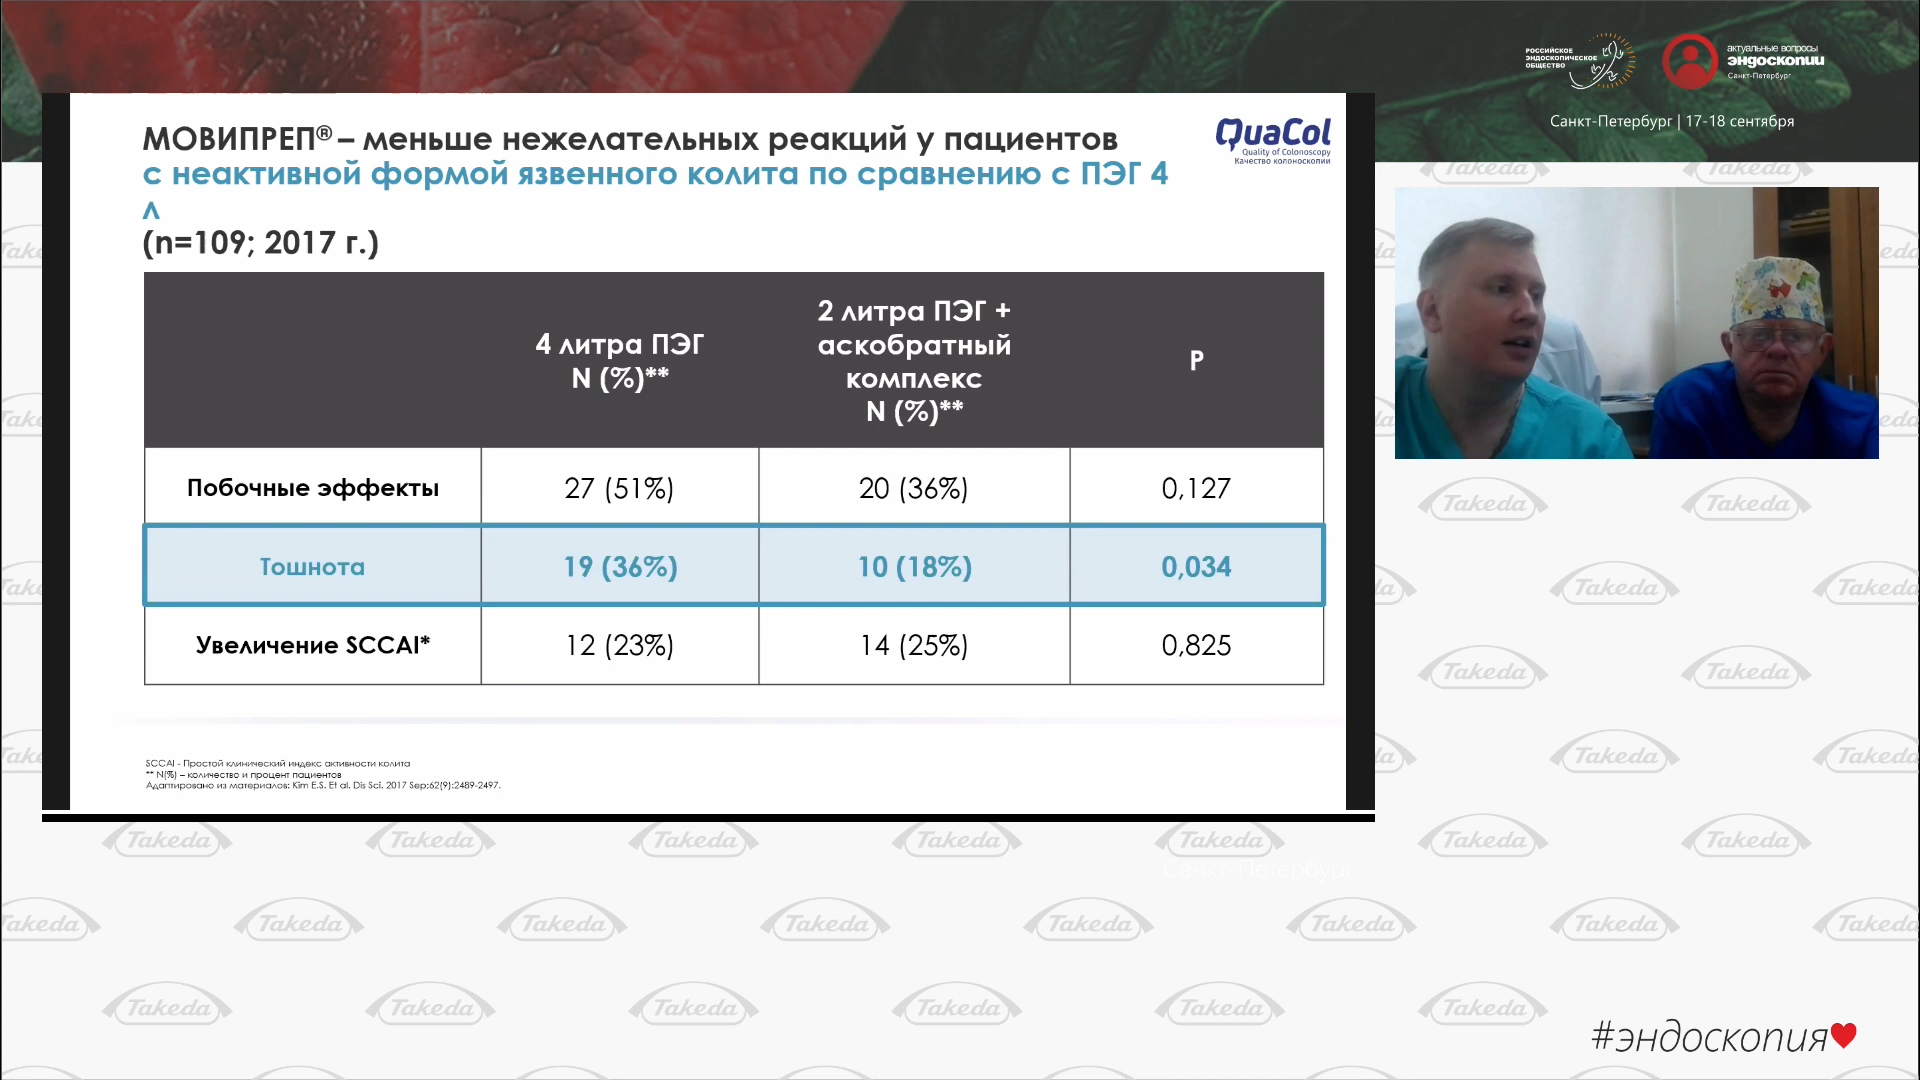 РОССИЙСКОЕ
ЭНДОСКОПИЧЕСКОЕ
ОБЩЕСТВО
актуальные вопросы
эндоскопии
Санкт-Петербург
Санкт-Петербург | 17-18 сентября
МОВИПРЕП® – меньше нежелательных реакций у пациентов
с неактивной формой язвенного колита по сравнению с ПЭГ 4
л
(n=109; 2017 г.)
QuaCol
Quality of Colonoscopy
Качество колоноскопии
4 литра ПЭГ
N (%)**
2 литра ПЭГ +
аскобратный
комплекс
N (%)**
P
Побочные эффекты 27 (51%) 20 (36%) 0,127
Тошнота 19 (36%) 10 (18%) 0,034
Увеличение SCCAI* 12 (23%) 14 (25%) 0,825
SCCAI - Простой клинический индекс активности колита
** N(%) – количество и процент пациентов
Адаптировано из материалов: Kim E.S. Et al. Dis Sci. 2017 Sep;62(9):2489-2497.
Takeda
Санкт-Петербург
#эндоскопия